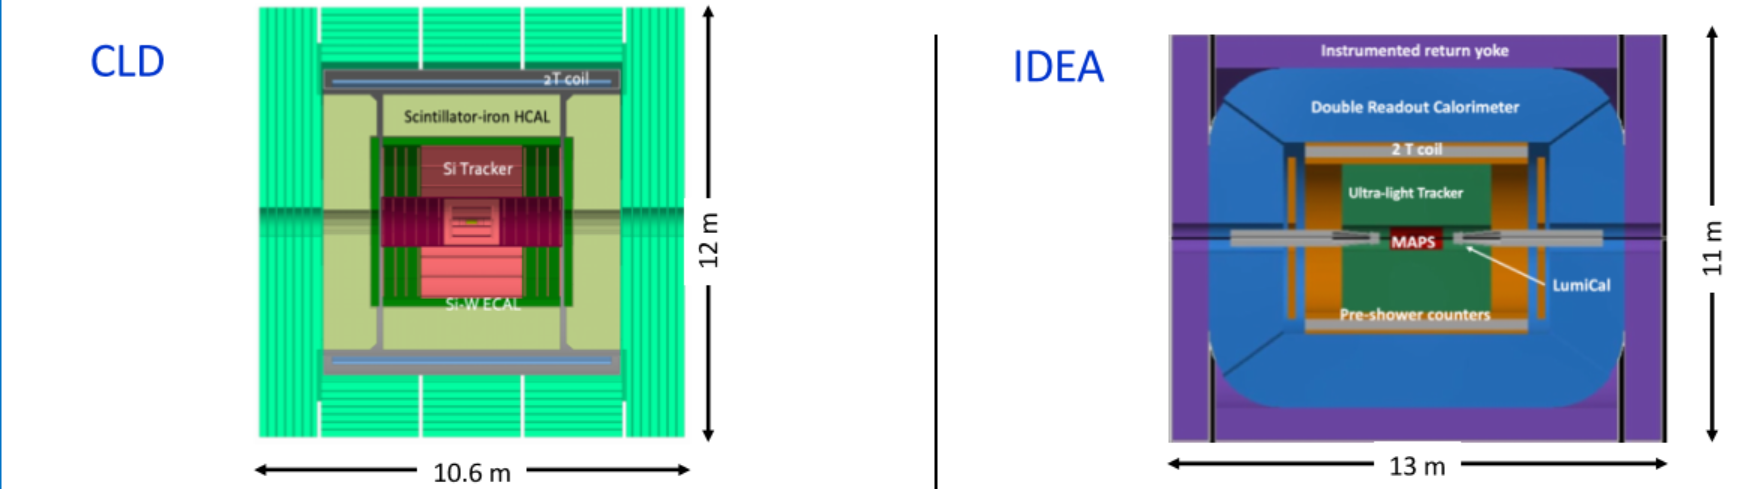 CLD
2T coil
Scintillator-iron HCAL
Si Tracker
Si-W ECAL
12 m
10.6 m
IDEA
Instrumented return yoke
Double Readout Calorimeter
2 T coil
Ultra-light Tracker
MAPS
LumiCal
Pre-shower counters
11 m
13 m